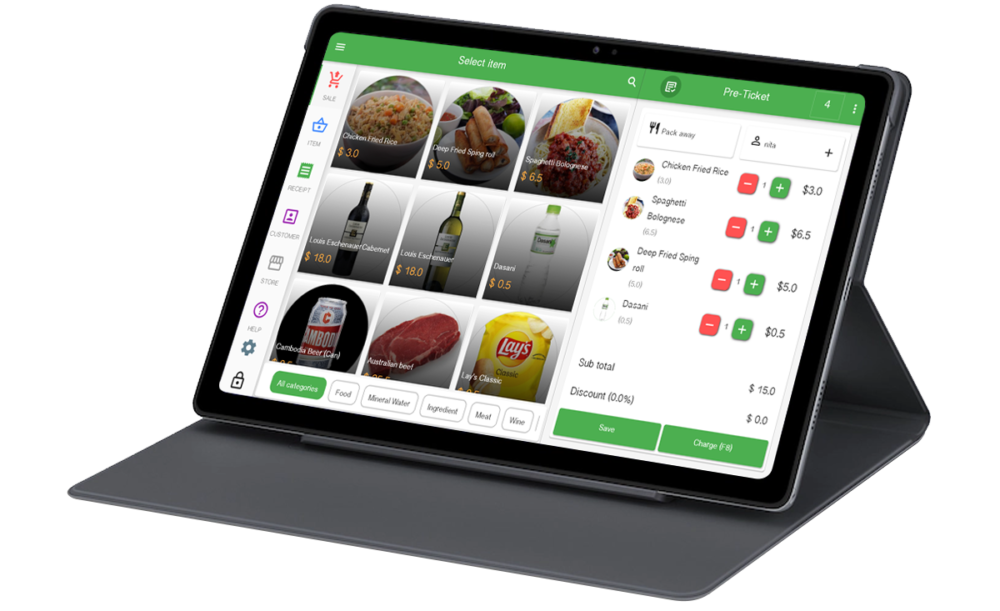 Select item
SALE
ITEM
RECEIPT
CUSTOMER
STORE
HELP
Chicken Fried Rice
$ 3.0
Deep Fried Sping roll
$ 5.0
Spaghetti Bolognese
$ 6.5
Louis EschenauerCabernet
$ 18.0
Louis Eschenauer
$ 18.0
Dasani
$ 0.5
Cambodia Beer (Can)
Australian beef
Lay's
Classic
Lay's Classic
All categories
Food
Mineral Water
Ingredient
Meat
Wine
Pre-Ticket
4
Pack away
n/a
+
Chicken Fried Rice
(3.0)
1
$3.0
Spaghetti
Bolognese
(6.5)
1
$6.5
Deep Fried Sping
roll
(5.0)
1
$5.0
Dasani
(0.5)
1
$0.5
Sub total
$ 15.0
Discount (0.0%)
$ 0.0
Save
Charge (F8)